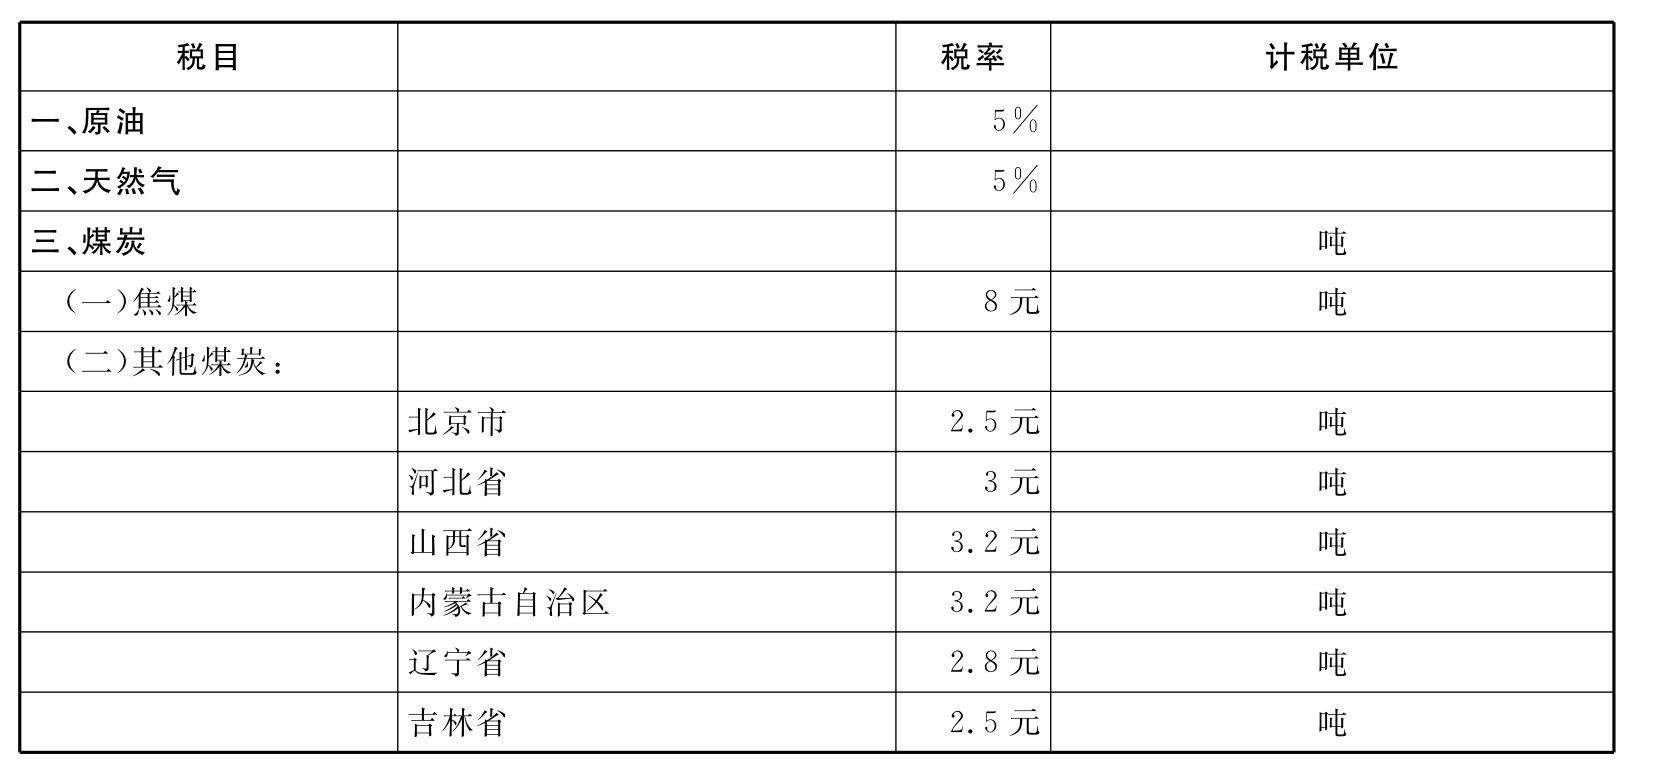 税目 税率 计税单位
一、原油 5%
二、天然气 5%
三、煤炭 吨
(一)焦煤 8元 吨
(二)其他煤炭:
北京市 2.5元 吨
河北省 3元 吨
山西省 3.2元 吨
内蒙古自治区 3.2元 吨
辽宁省 2.8元 吨
吉林省 2.5元 吨